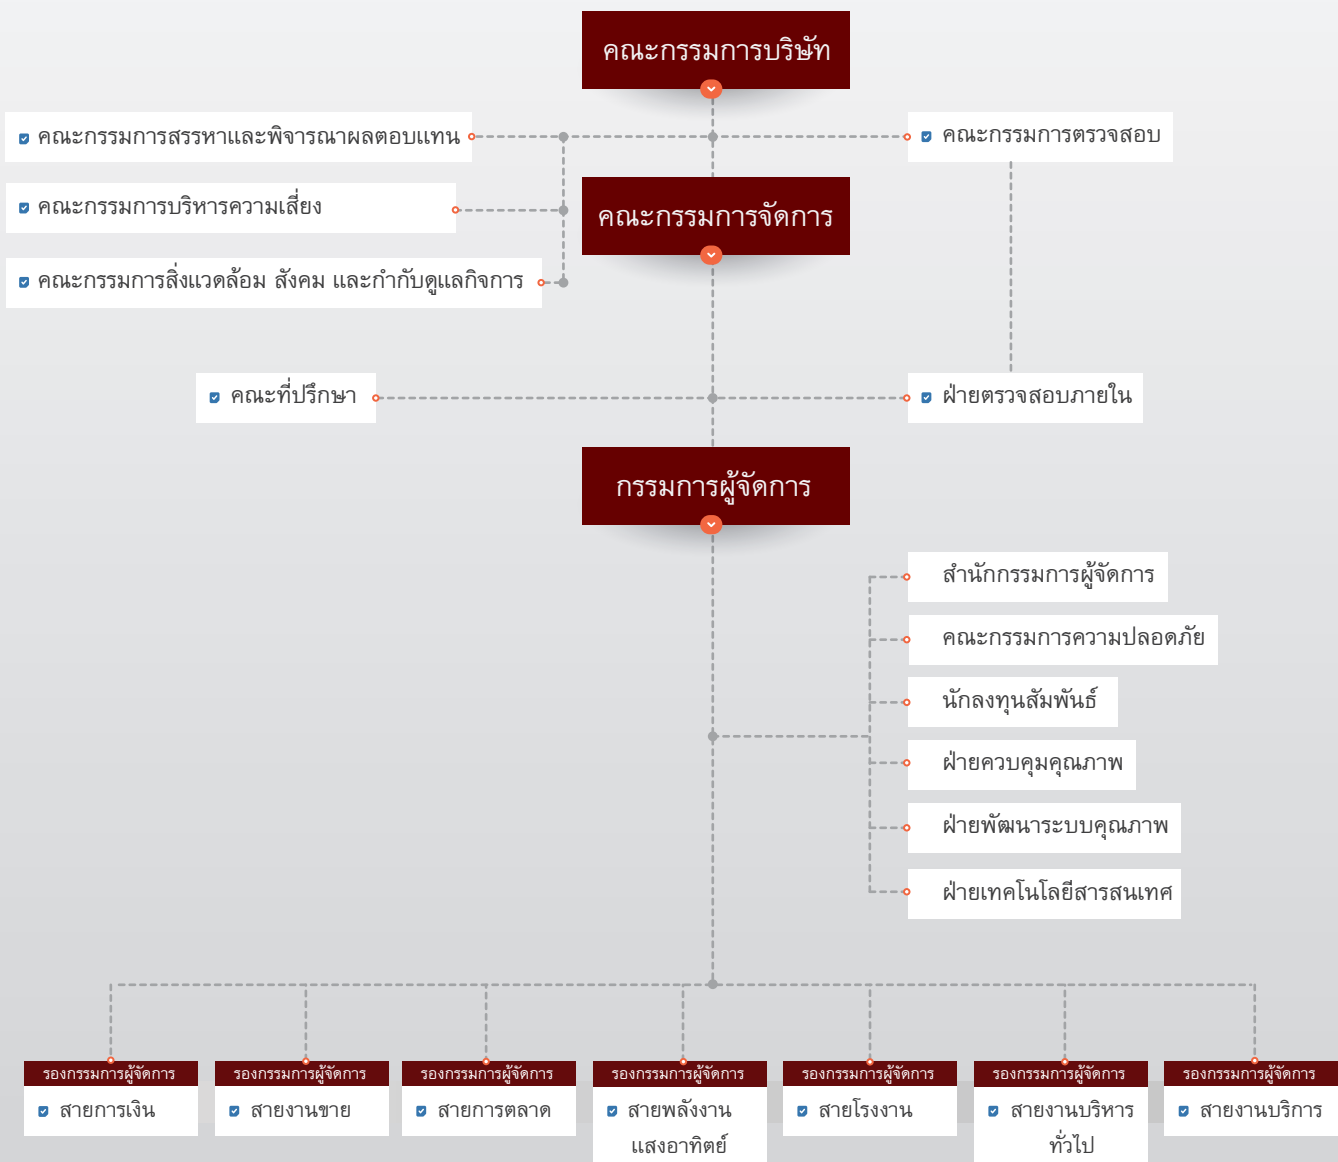 คณะกรรมการบริษัท
คณะกรรมการสรรหาและพิจารณาผลตอบแทน
คณะกรรมการตรวจสอบ
คณะกรรมการบริหารความเสี่ยง
คณะกรรมการจัดการ
คณะกรรมการสิ่งแวดล้อม สังคม และกำกับดูแลกิจการ
คณะที่ปรึกษา
ฝ่ายตรวจสอบภายใน
กรรมการผู้จัดการ
สำนักกรรมการผู้จัดการ
คณะกรรมการความปลอดภัย
นักลงทุนสัมพันธ์
ฝ่ายควบคุมคุณภาพ
ฝ่ายพัฒนาระบบคุณภาพ
ฝ่ายเทคโนโลยีสารสนเทศ
รองกรรมการผู้จัดการ
สายการเงิน
รองกรรมการผู้จัดการ
สายงานขาย
รองกรรมการผู้จัดการ
สายการตลาด
รองกรรมการผู้จัดการ
สายพลังงาน
แสงอาทิตย์
รองกรรมการผู้จัดการ
สายโรงงาน
รองกรรมการผู้จัดการ
สายงานบริหาร
ทั่วไป
รองกรรมการผู้จัดการ
สายงานบริการ